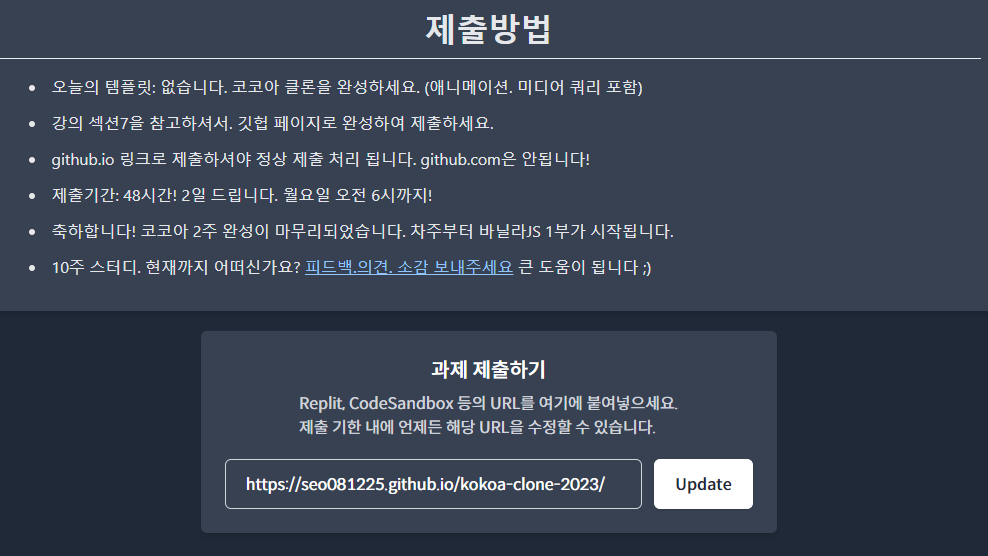 제출방법
오늘의 템플릿: 없습니다. 코코아 클론을 완성하세요. (애니메이션. 미디어 쿼리 포함)
강의 섹션7을 참고하셔서. 깃헙 페이지로 완성하여 제출하세요.
github.io 링크로 제출하셔야 정상 제출 처리 됩니다. github.com은 안됩니다!
제출기간: 48시간! 2일 드립니다. 월요일 오전 6시까지!
축하합니다! 코코아 2주 완성이 마무리되었습니다. 차주부터 바닐라JS 1부가 시작됩니다.
10주 스터디. 현재까지 어떠신가요? 피드백.의견. 소감 보내주세요 큰 도움이 됩니다 ;)
과제 제출하기
Replit, CodeSandbox 등의 URL를 여기에 붙여넣으세요.
제출 기한 내에 언제든 해당 URL을 수정할 수 있습니다.
https://seo081225.github.io/kokoa-clone-2023/ Update